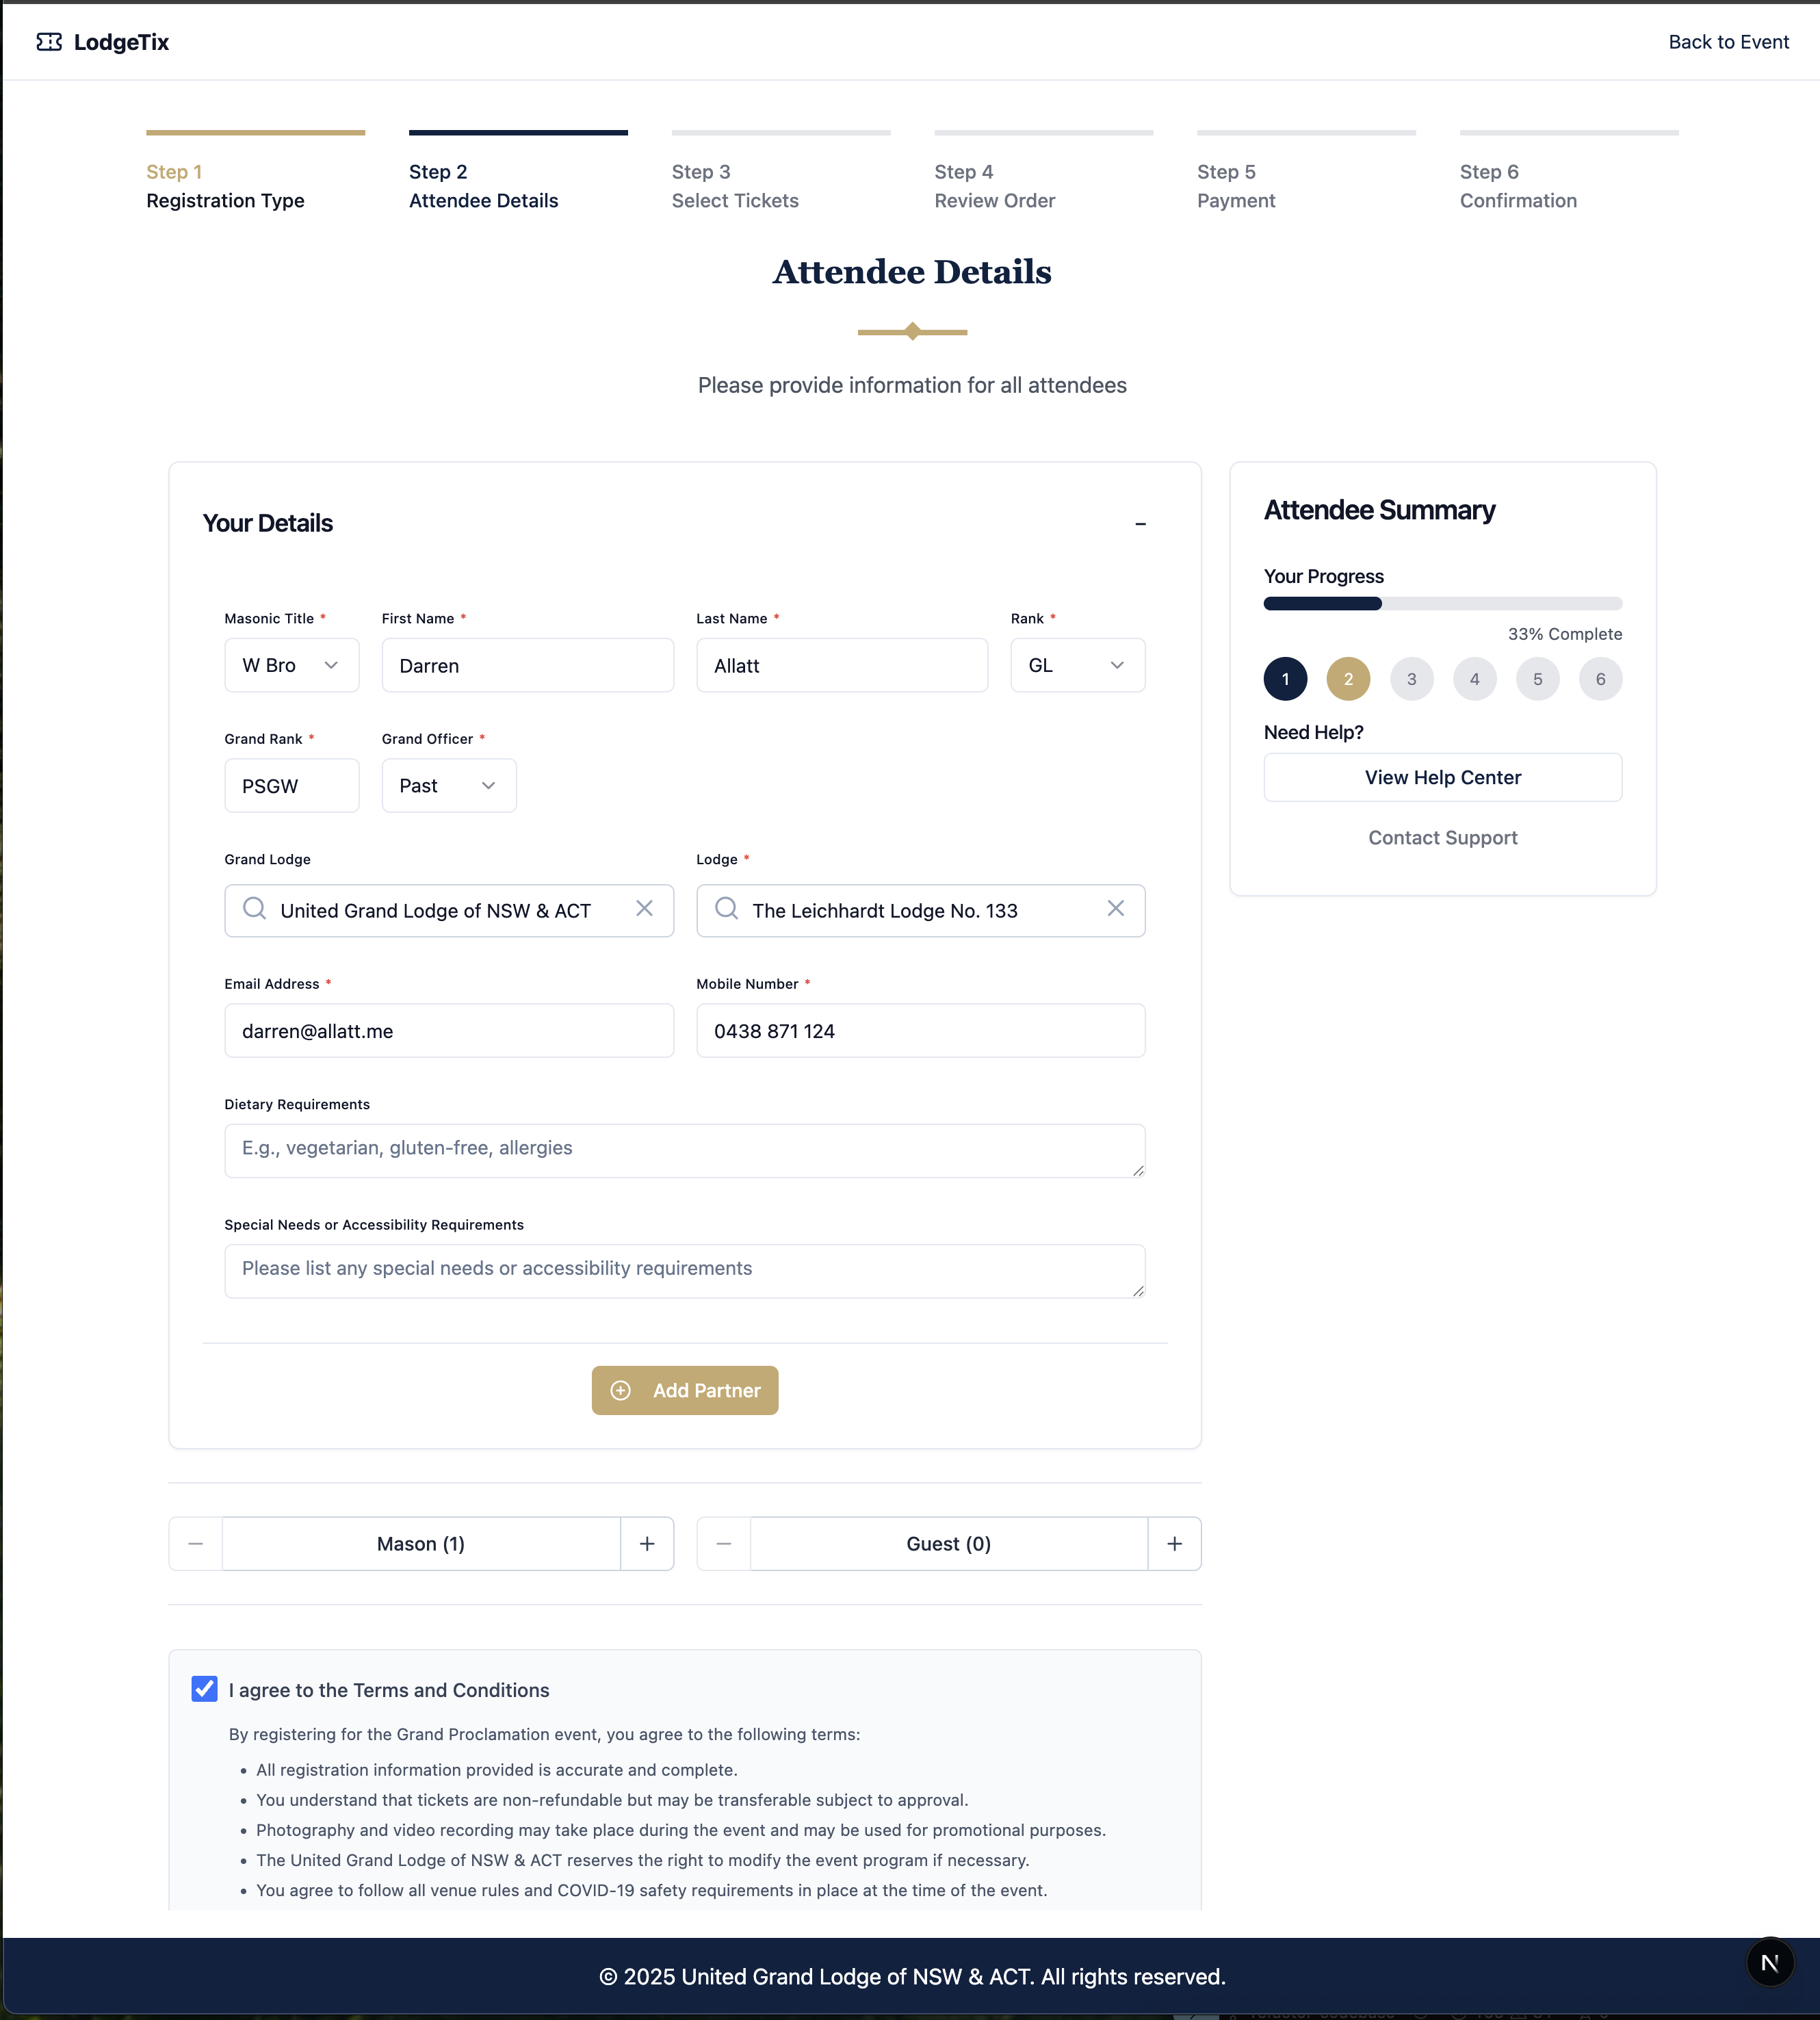 LodgeTix
Back to Event
Step 1
Registration Type
Step 2
Attendee Details
Step 3
Select Tickets
Step 4
Review Order
Step 5
Payment
Step 6
Confirmation
Attendee Details
Please provide information for all attendees
Your Details
Masonic Title *
First Name *
Last Name *
Rank *
W Bro
Darren
Allatt
GL
Grand Rank *
Grand Officer *
PSGW
Past
Grand Lodge
Lodge *
United Grand Lodge of NSW & ACT
The Leichhardt Lodge No. 133
Email Address *
Mobile Number *
darren@allatt.me
0438 871 124
Dietary Requirements
E.g., vegetarian, gluten-free, allergies
Special Needs or Accessibility Requirements
Please list any special needs or accessibility requirements
Add Partner
Mason (1)
Guest (0)
I agree to the Terms and Conditions
By registering for the Grand Proclamation event, you agree to the following terms:
• All registration information provided is accurate and complete.
• You understand that tickets are non-refundable but may be transferable subject to approval.
• Photography and video recording may take place during the event and may be used for promotional purposes.
• The United Grand Lodge of NSW & ACT reserves the right to modify the event program if necessary.
• You agree to follow all venue rules and COVID-19 safety requirements in place at the time of the event.
Attendee Summary
Your Progress
33% Complete
1 2 3 4 5 6
Need Help?
View Help Center
Contact Support
© 2025 United Grand Lodge of NSW & ACT. All rights reserved.
N